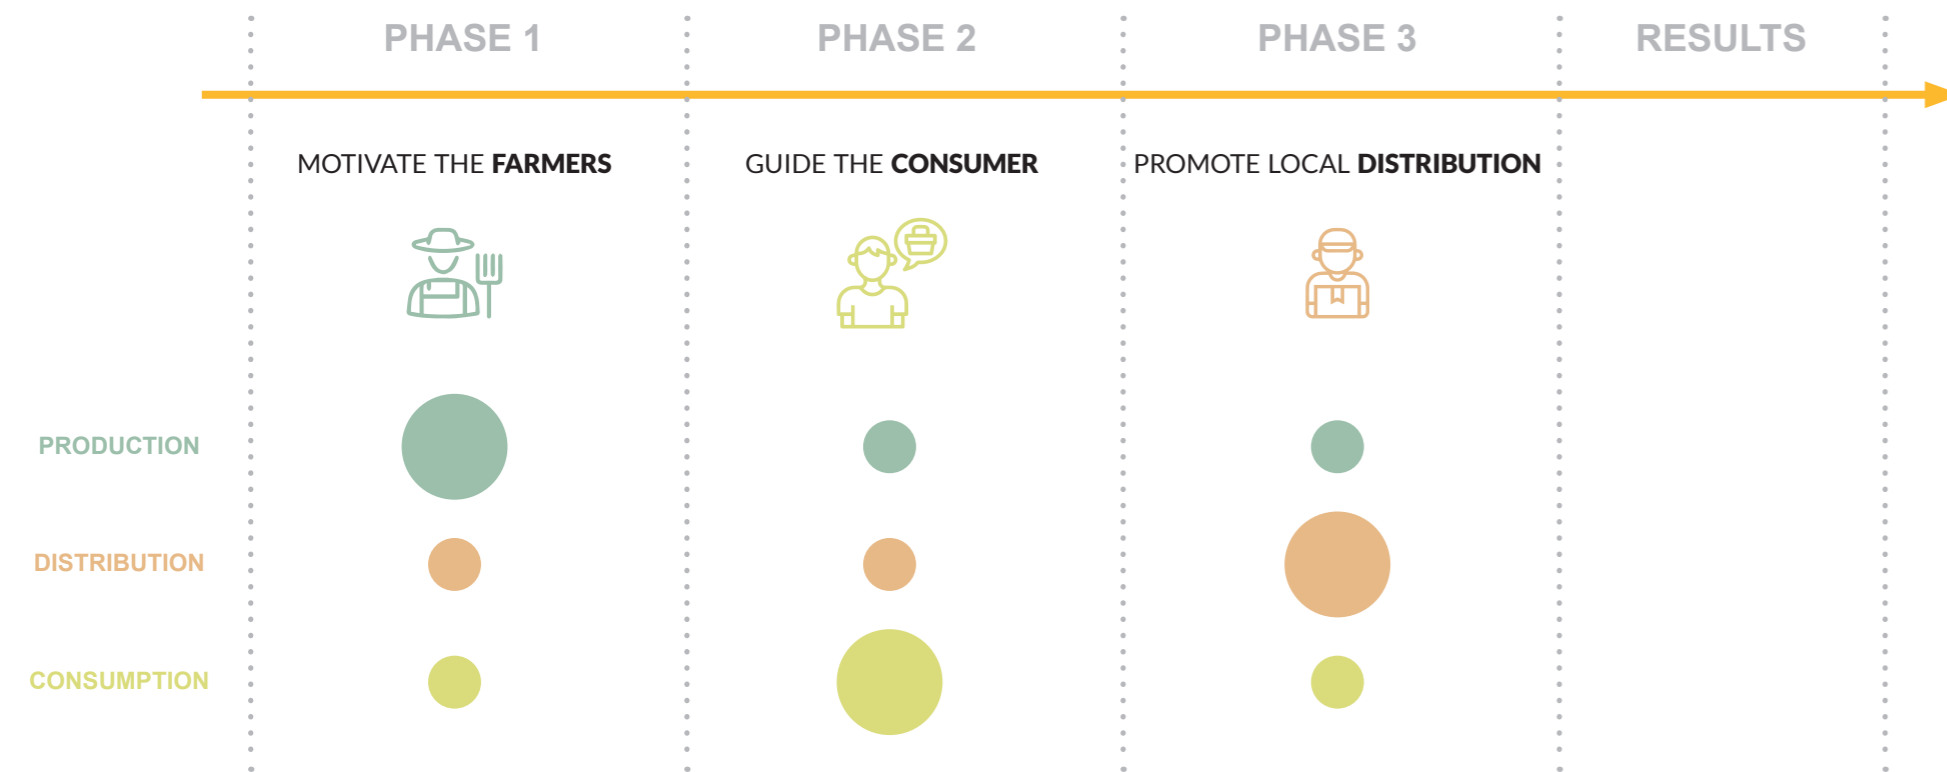 PHASE 1
PHASE 2
PHASE 3
RESULTS
MOTIVATE THE FARMERS
GUIDE THE CONSUMER
PROMOTE LOCAL DISTRIBUTION
PRODUCTION
DISTRIBUTION
CONSUMPTION